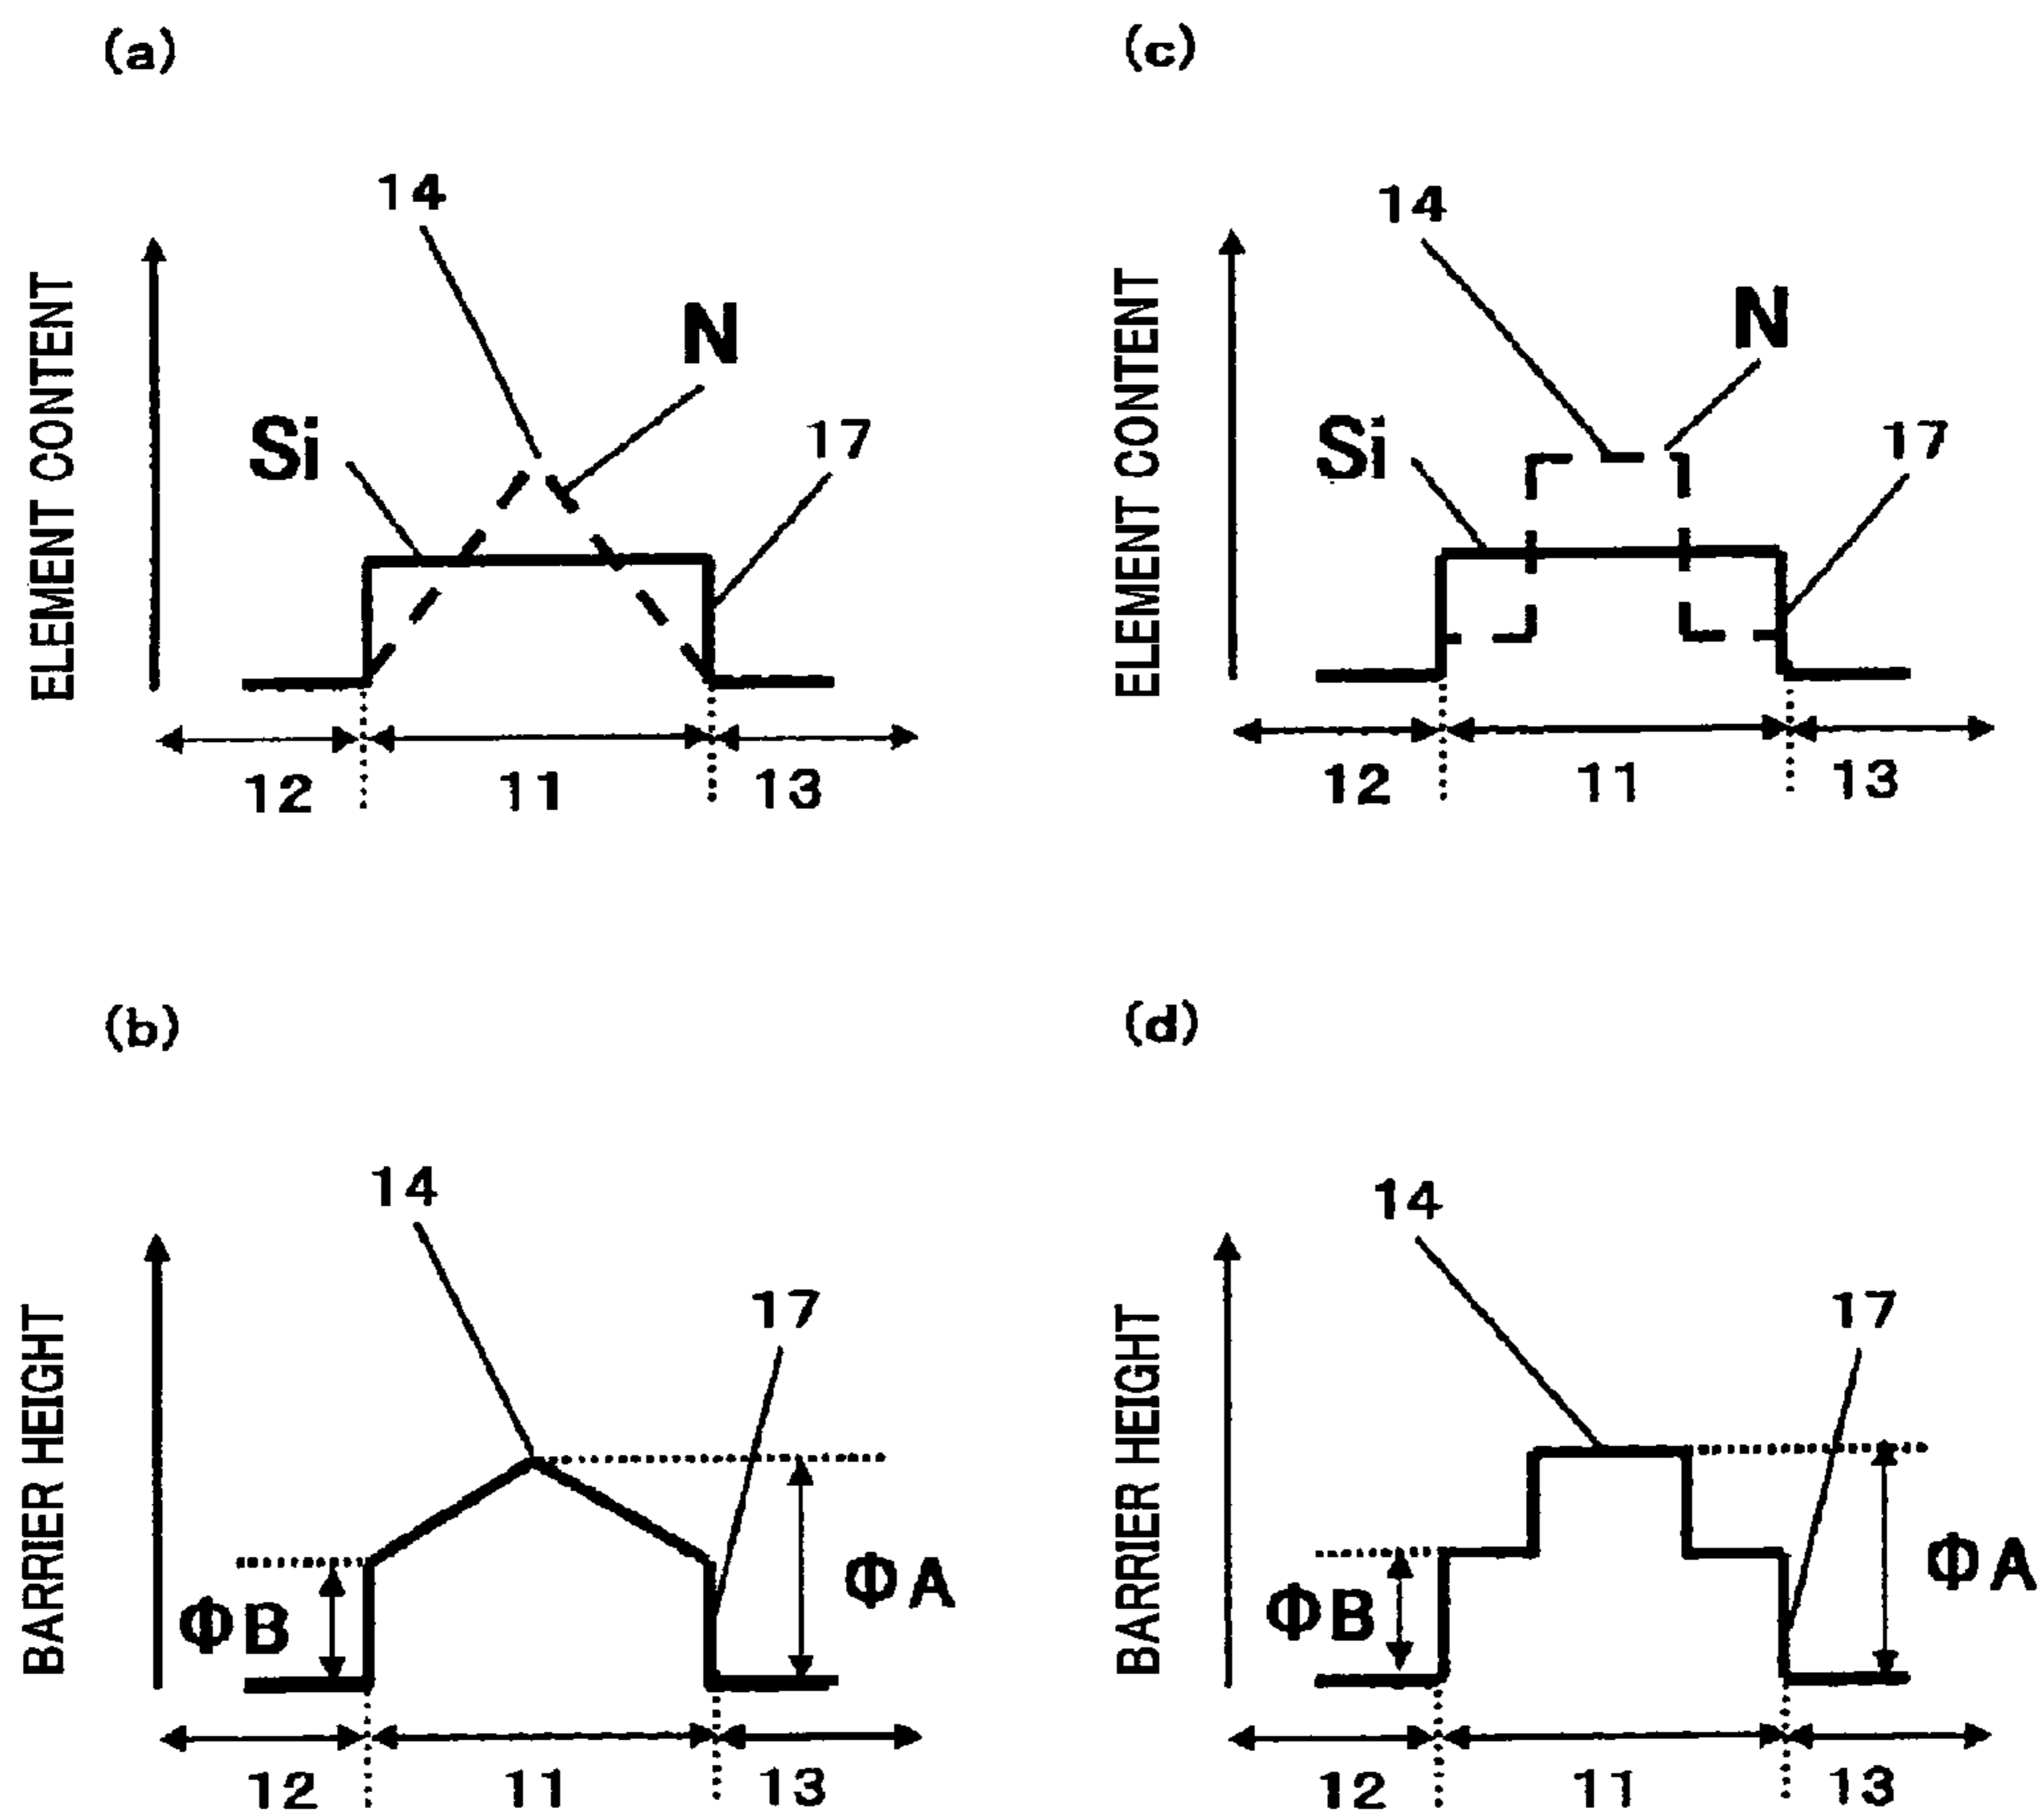 (a)
14
N
Si
17
ELEMENT CONTENT
12 11 13
(c)
14
N
Si
17
ELEMENT CONTENT
12 11 13
(b)
14
17
BARRIER HEIGHT
ΦA
ΦB
12 11 13
(d)
14
17
BARRIER HEIGHT
ΦA
ΦB
12 11 13